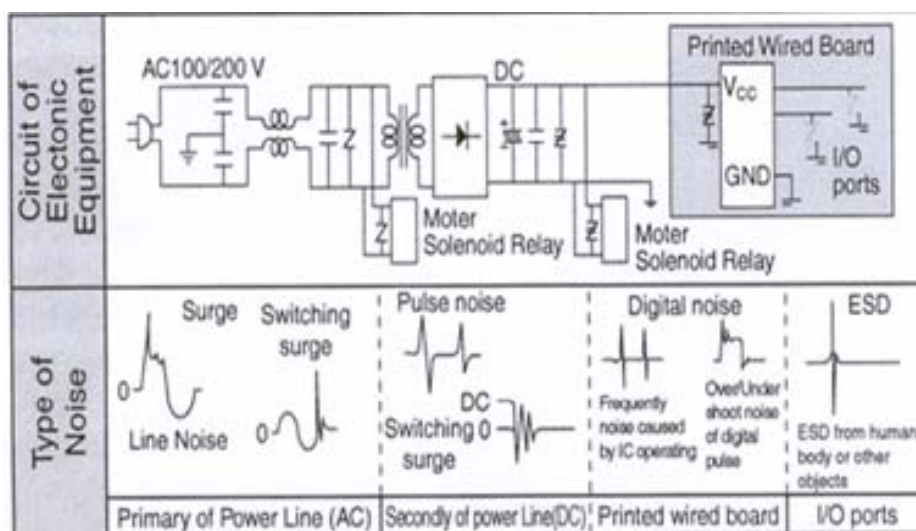 Circuit of
Electonic
Equipment
AC100/200 V
DC
Printed Wired Board
VCC
GND
I/O
ports
Z
Moter
Solenoid Relay
Z
Moter
Solenoid Relay
Type of
Noise
Surge
0
Line Noise
Switching
surge
0
Pulse noise
DC
Switching 0
surge
Digital noise
Frequently
noise caused
by IC operating
Over/Under
shoot noise
of digital
pulse
ESD
ESD from human
body or other
objects
Primary of Power Line (AC)
Secondly of power Line(DC)
Printed wired board
I/O ports